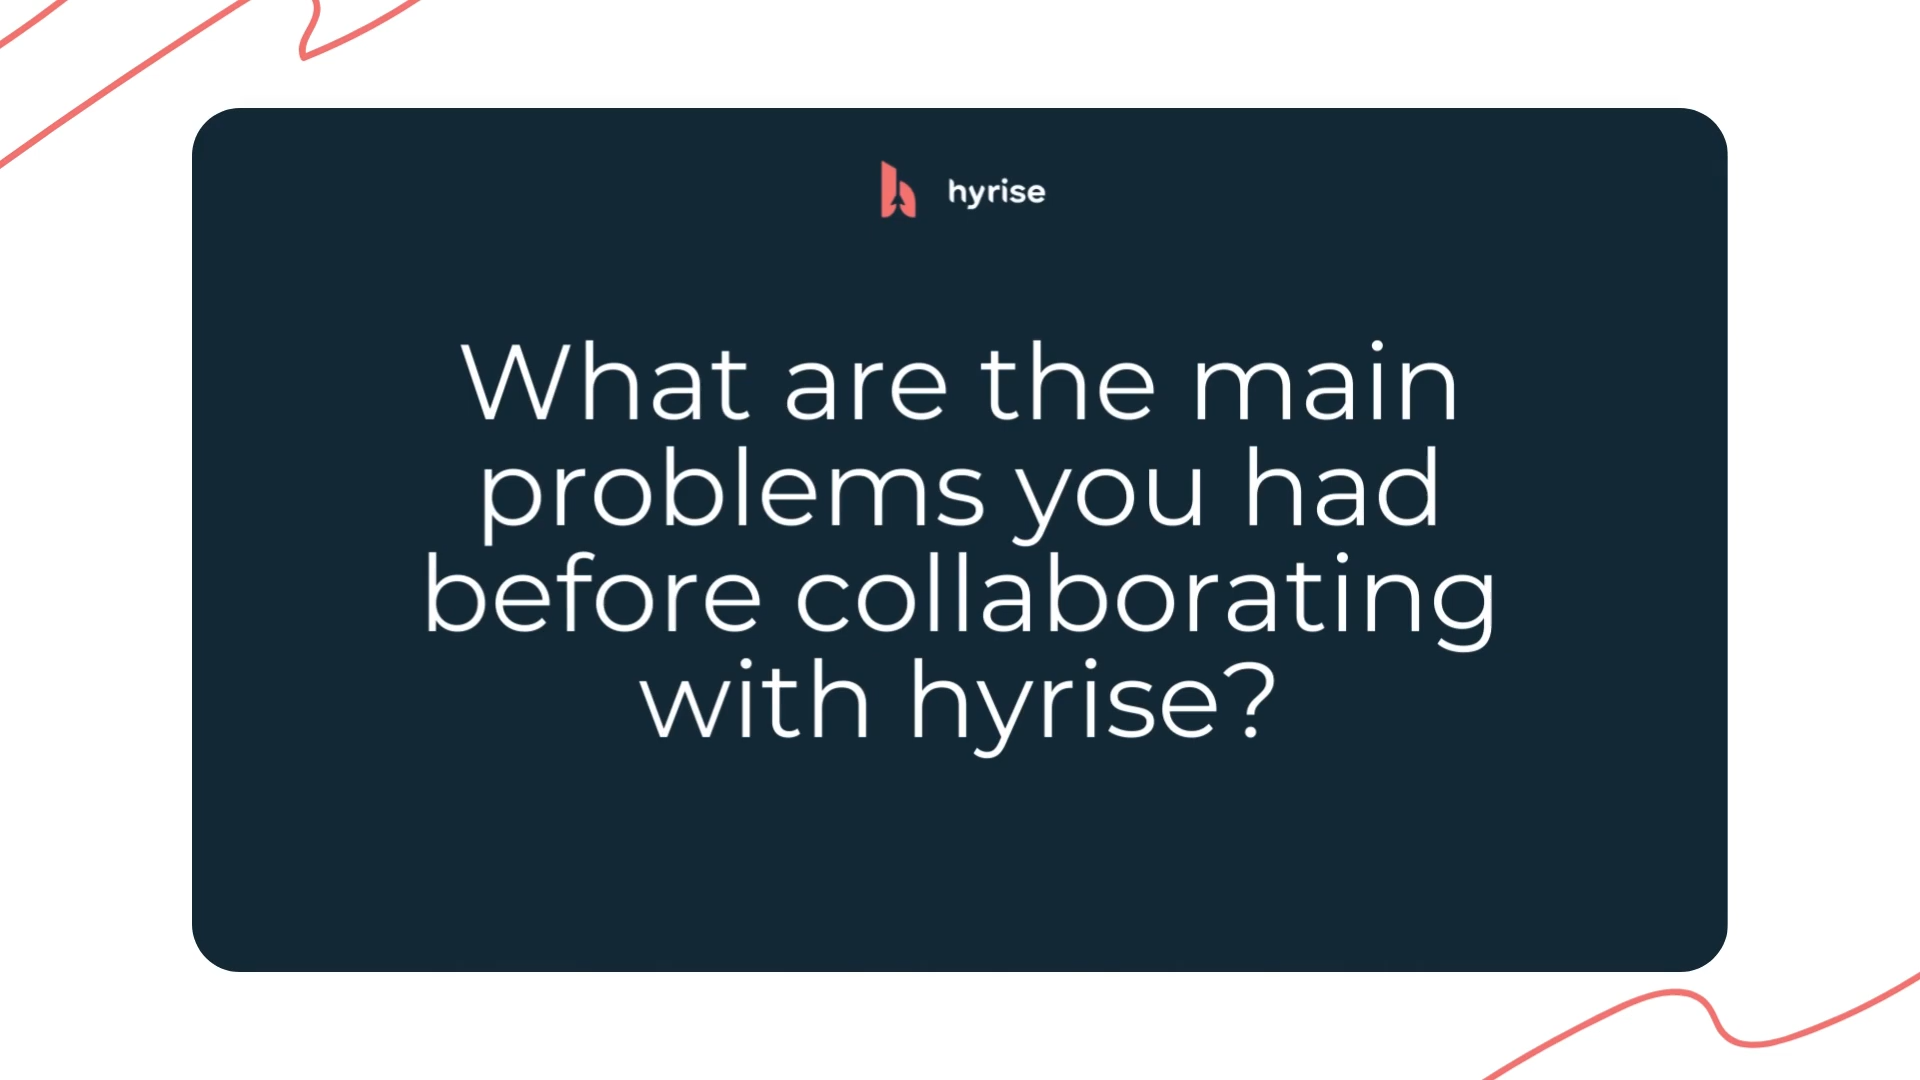 hyrise
What are the main
problems you had
before collaborating
with hyrise?